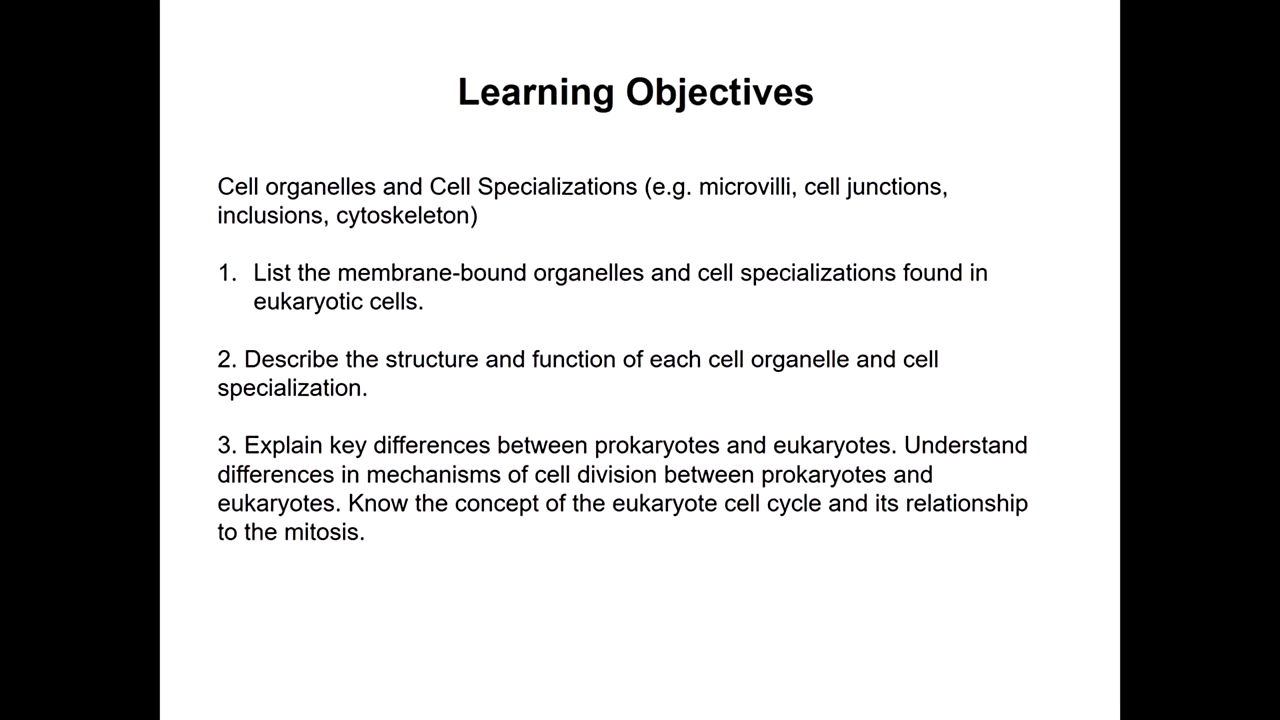 Learning Objectives
Cell organelles and Cell Specializations (e.g. microvilli, cell junctions,
inclusions, cytoskeleton)
1. List the membrane-bound organelles and cell specializations found in
eukaryotic cells.
2. Describe the structure and function of each cell organelle and cell
specialization.
3. Explain key differences between prokaryotes and eukaryotes. Understand
differences in mechanisms of cell division between prokaryotes and
eukaryotes. Know the concept of the eukaryote cell cycle and its relationship
to the mitosis.